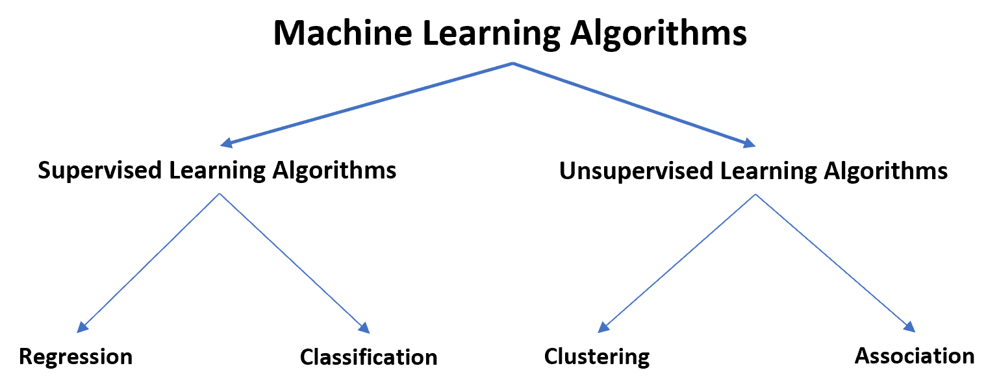 Machine Learning Algorithms
Supervised Learning Algorithms
Unsupervised Learning Algorithms
Regression
Classification
Clustering
Association